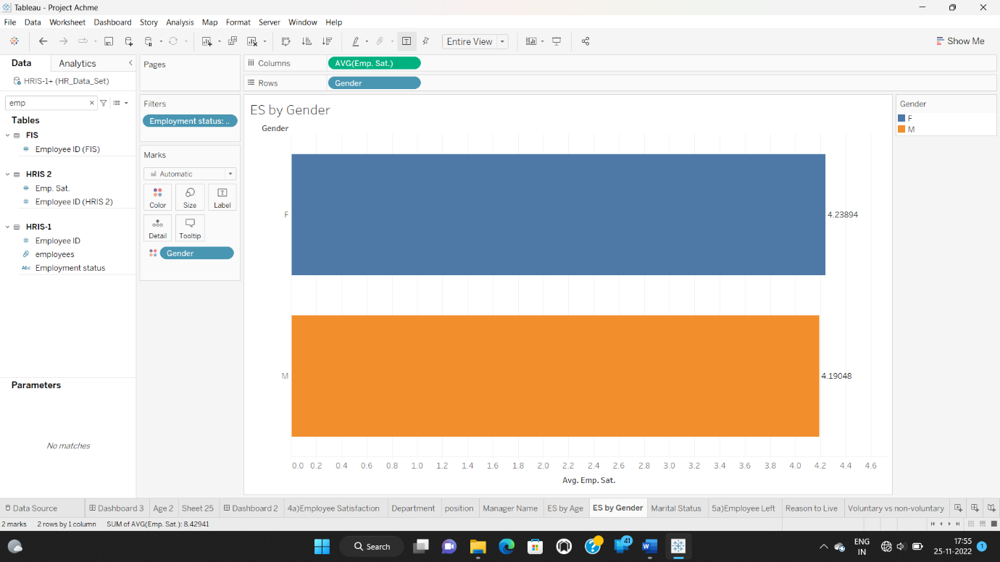 Tableau - Project Achme
File Data Worksheet Dashboard Story Analysis Map Format Server Window Help
Entire View
Show Me
Data Analytics
HRIS-1+ (HR_Data_Set)
emp
Tables
FIS
Employee ID (FIS)
HRIS 2
Emp. Sat.
Employee ID (HRIS 2)
HRIS-1
Employee ID
employees
Abc Employment status
Parameters
No matches
Pages
Filters
Employment status: ..
Marks
Automatic
Color Size Label
Detail Tooltip
Gender
Columns AVG(Emp. Sat.)
Rows Gender
ES by Gender
Gender
F 4.23894
M 4.19048
0.0 0.2 0.4 0.6 0.8 1.0 1.2 1.4 1.6 1.8 2.0 2.2 2.4 2.6 2.8 3.0 3.2 3.4 3.6 3.8 4.0 4.2 4.4 4.6
Avg. Emp. Sat.
Gender
F
M
Data Source Dashboard 3 Age 2 Sheet 25 Dashboard 2 4a)Employee Satisfaction Department position Manager Name ES by Age ES by Gender Marital Status 5a)Employee Left Reason to Live Voluntary vs non-voluntary
2 marks 2 rows by 1 column SUM of AVG(Emp. Sat.): 8.42941
Search
41
ENG
IN
17:55
25-11-2022
1